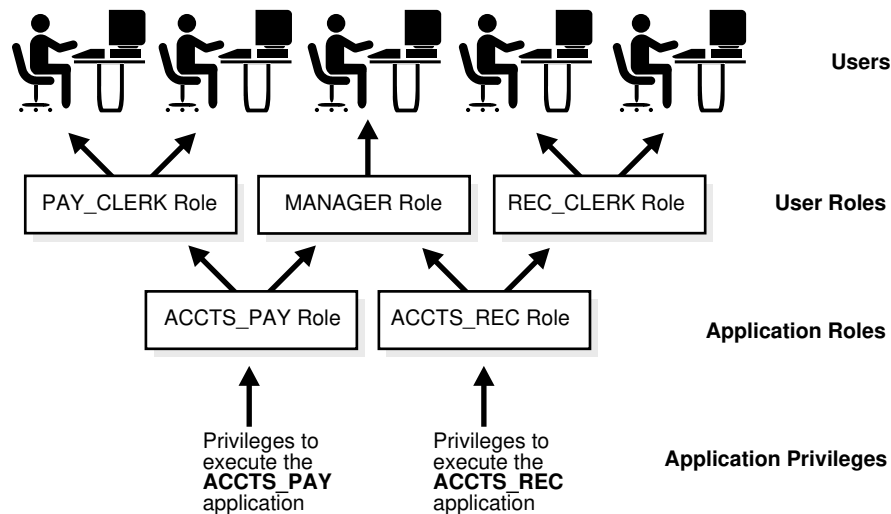 Users
PAY_CLERK Role
MANAGER Role
REC_CLERK Role
User Roles
ACCTS_PAY Role
ACCTS_REC Role
Application Roles
Privileges to
execute the
ACCTS_PAY
application
Privileges to
execute the
ACCTS_REC
application
Application Privileges